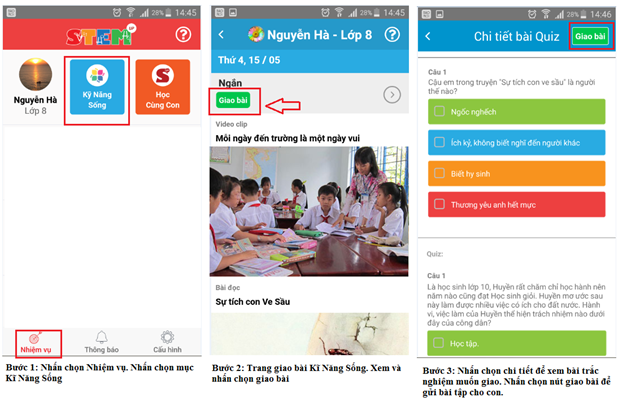 28% 14:45
STEM UP
?
Nguyễn Hà
Lớp 8
Kỹ Năng
Sống
Học
Cùng Con
Nhiệm vụ
Thông báo
Cấu hình
Bước 1: Nhấn chọn Nhiệm vụ. Nhấn chọn mục
Kĩ Năng Sống
28% 14:45
Nguyễn Hà - Lớp 8
?
Thứ 4, 15 / 05
Ngắn
Giao bài
Video clip
Mỗi ngày đến trường là một ngày vui
Bài đọc
Sự tích con Ve Sầu
Bước 2: Trang giao bài Kĩ Năng Sống. Xem và
nhấn chọn giao bài
28% 14:46
Chi tiết bài Quiz
Giao bài
Câu 1
Cậu em trong truyện "Sự tích con ve sầu" là người
thế nào?
Ngốc nghếch
Ích kỷ, không biết nghĩ đến người khác
Biết hy sinh
Thương yêu anh hết mực
Quiz:
Câu 1
Là học sinh lớp 10, Huyền rất chăm chỉ học hành nên
năm nào cũng đạt Học sinh giỏi. Huyền mơ ước sau
này làm được nhiều việc có ích cho đất nước. Hành
vi, việc làm của Huyền thể hiện trách nhiệm nào dưới
đây của công dân?
Học tập.
Bước 3: Nhấn chọn chi tiết để xem bài trắc
nghiệm muốn giao. Nhấn chọn nút giao bài để
gửi bài tập cho con.